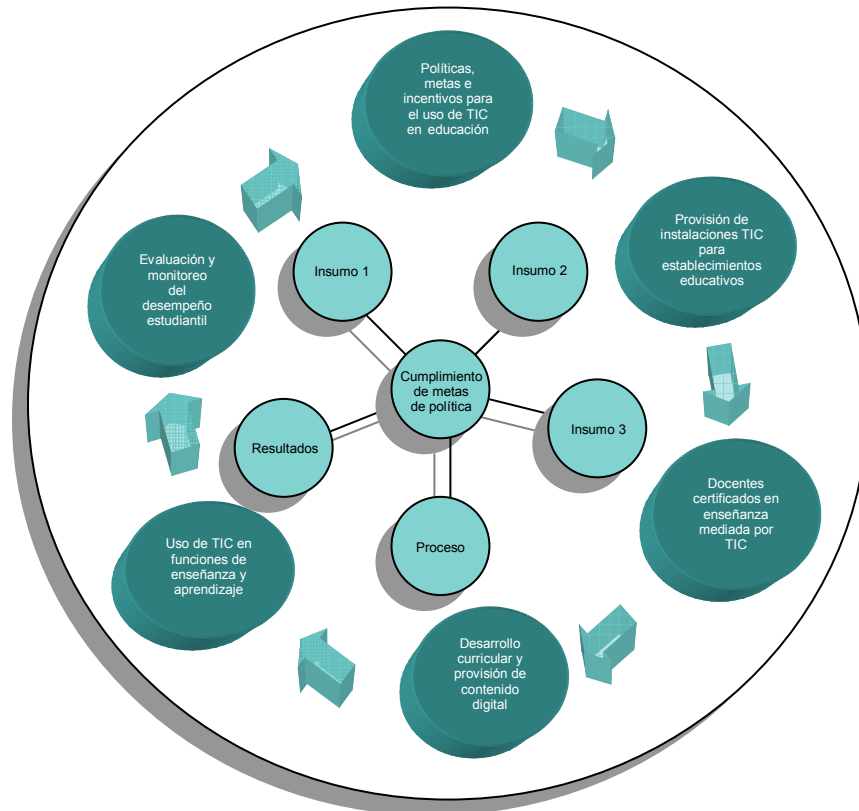 Políticas,
metas e
incentivos para
el uso de TIC
en educación
Provisión de
instalaciones TIC
para
establecimientos
educativos
Evaluación y
monitoreo
del
desempeño
estudiantil
Insumo 1
Insumo 2
Cumplimiento
de metas
de política
Insumo 3
Resultados
Docentes
certificados en
enseñanza
mediada por
TIC
Proceso
Uso de TIC en
funciones de
enseñanza y
aprendizaje
Desarrollo
curricular y
provisión de
contenido
digital